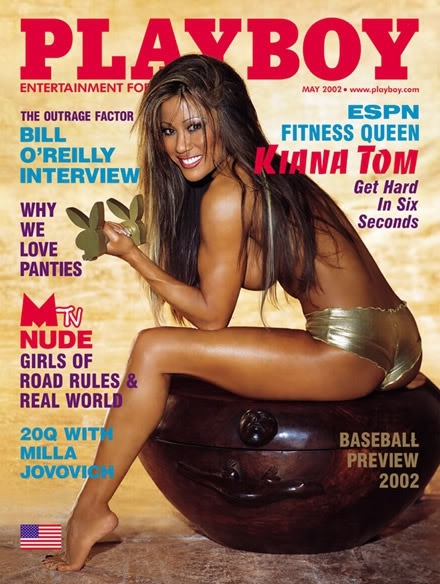 PLAYBOY
ENTERTAINMENT FO
MAY 2002 • www.playboy.com
THE OUTRAGE FACTOR
BILL
O'REILLY
INTERVIEW
WHY
WE
LOVE
PANTIES
MTV
NUDE
GIRLS OF
ROAD RULES &
REAL WORLD
20Q WITH
MILLA
JOVOVICH
ESPN
FITNESS QUEEN
KIANA TOM
Get Hard
In Six
Seconds
BASEBALL
PREVIEW
2002